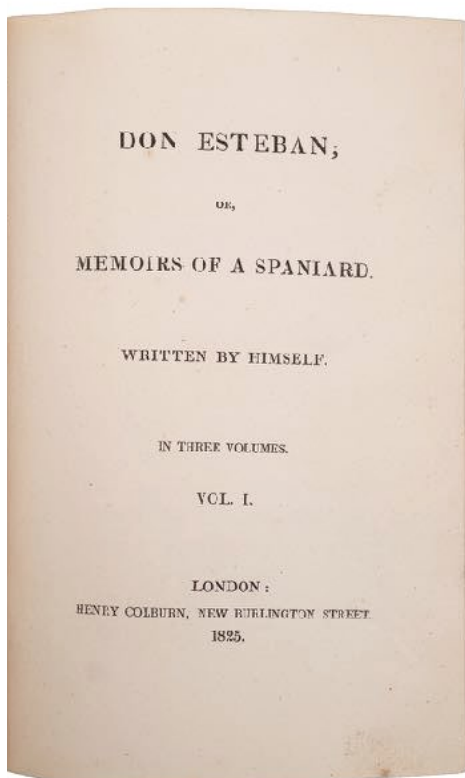 DON ESTEBAN;
OR,
MEMOIRS OF A SPANIARD.
WRITTEN BY HIMSELF.
IN THREE VOLUMES.
VOL. I.
LONDON:
HENRY COLBURN, NEW BURLINGTON STREET.
1825.